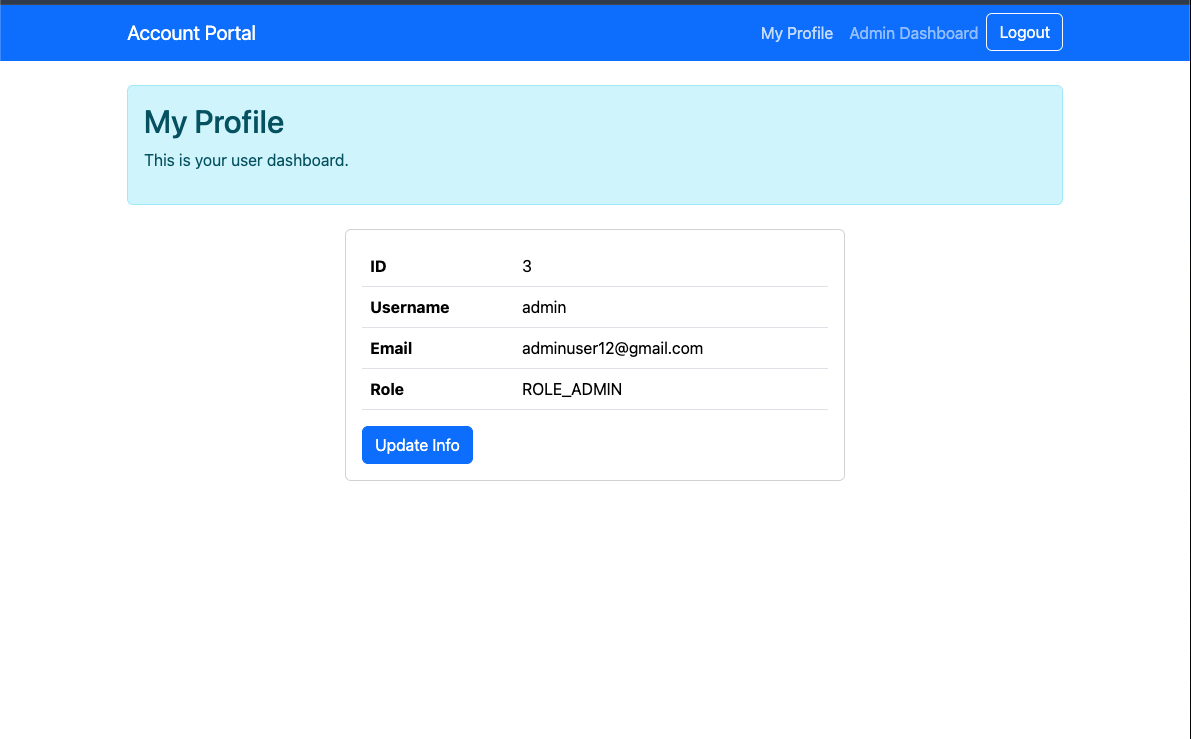 Account Portal My Profile Admin Dashboard Logout
My Profile
This is your user dashboard.
ID 3
Username admin
Email adminuser12@gmail.com
Role ROLE_ADMIN
Update Info